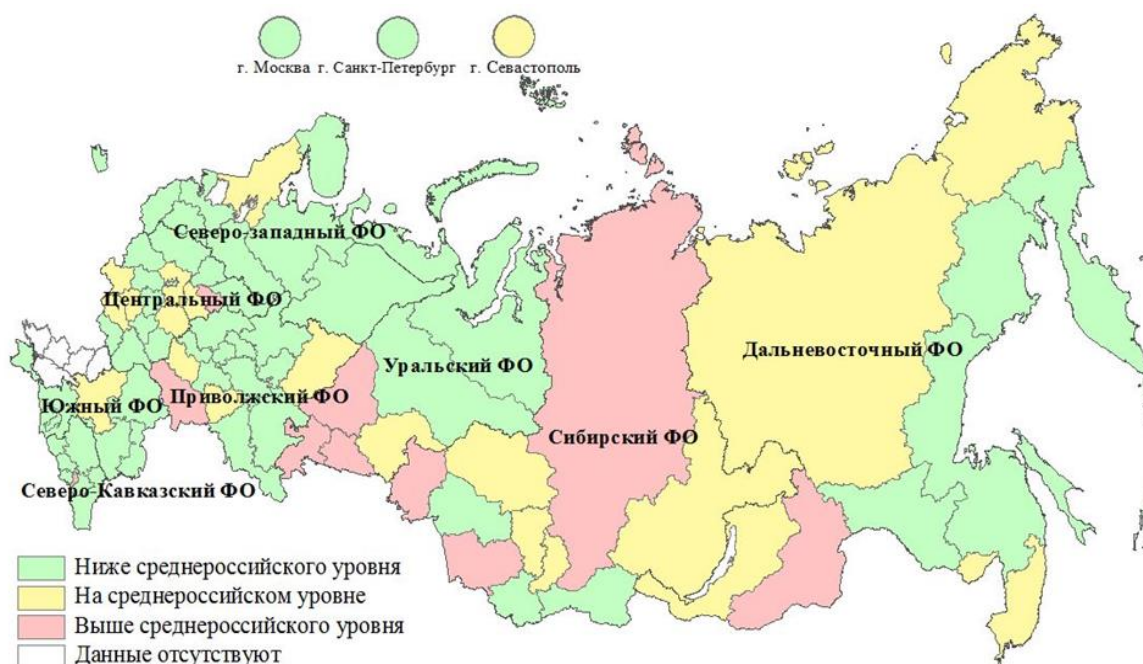 г. Москва
г. Санкт-Петербург
г. Севастополь
Северо-западный ФО
Центральный ФО
Уральский ФО
Дальневосточный ФО
Южный ФО
Приволжский ФО
Сибирский ФО
Северо-Кавказский ФО
Ниже среднероссийского уровня
На среднероссийском уровне
Выше среднероссийского уровня
Данные отсутствуют